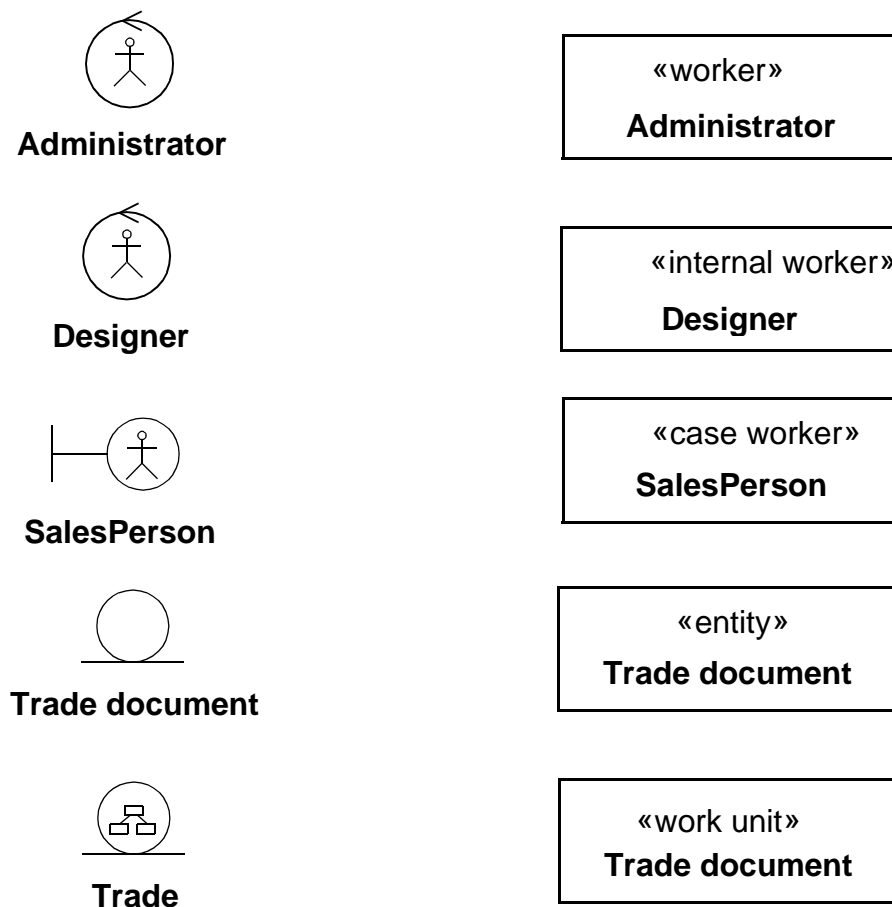 Administrator
«worker»
Administrator
Designer
«internal worker»
Designer
SalesPerson
«case worker»
SalesPerson
Trade document
«entity»
Trade document
Trade
«work unit»
Trade document